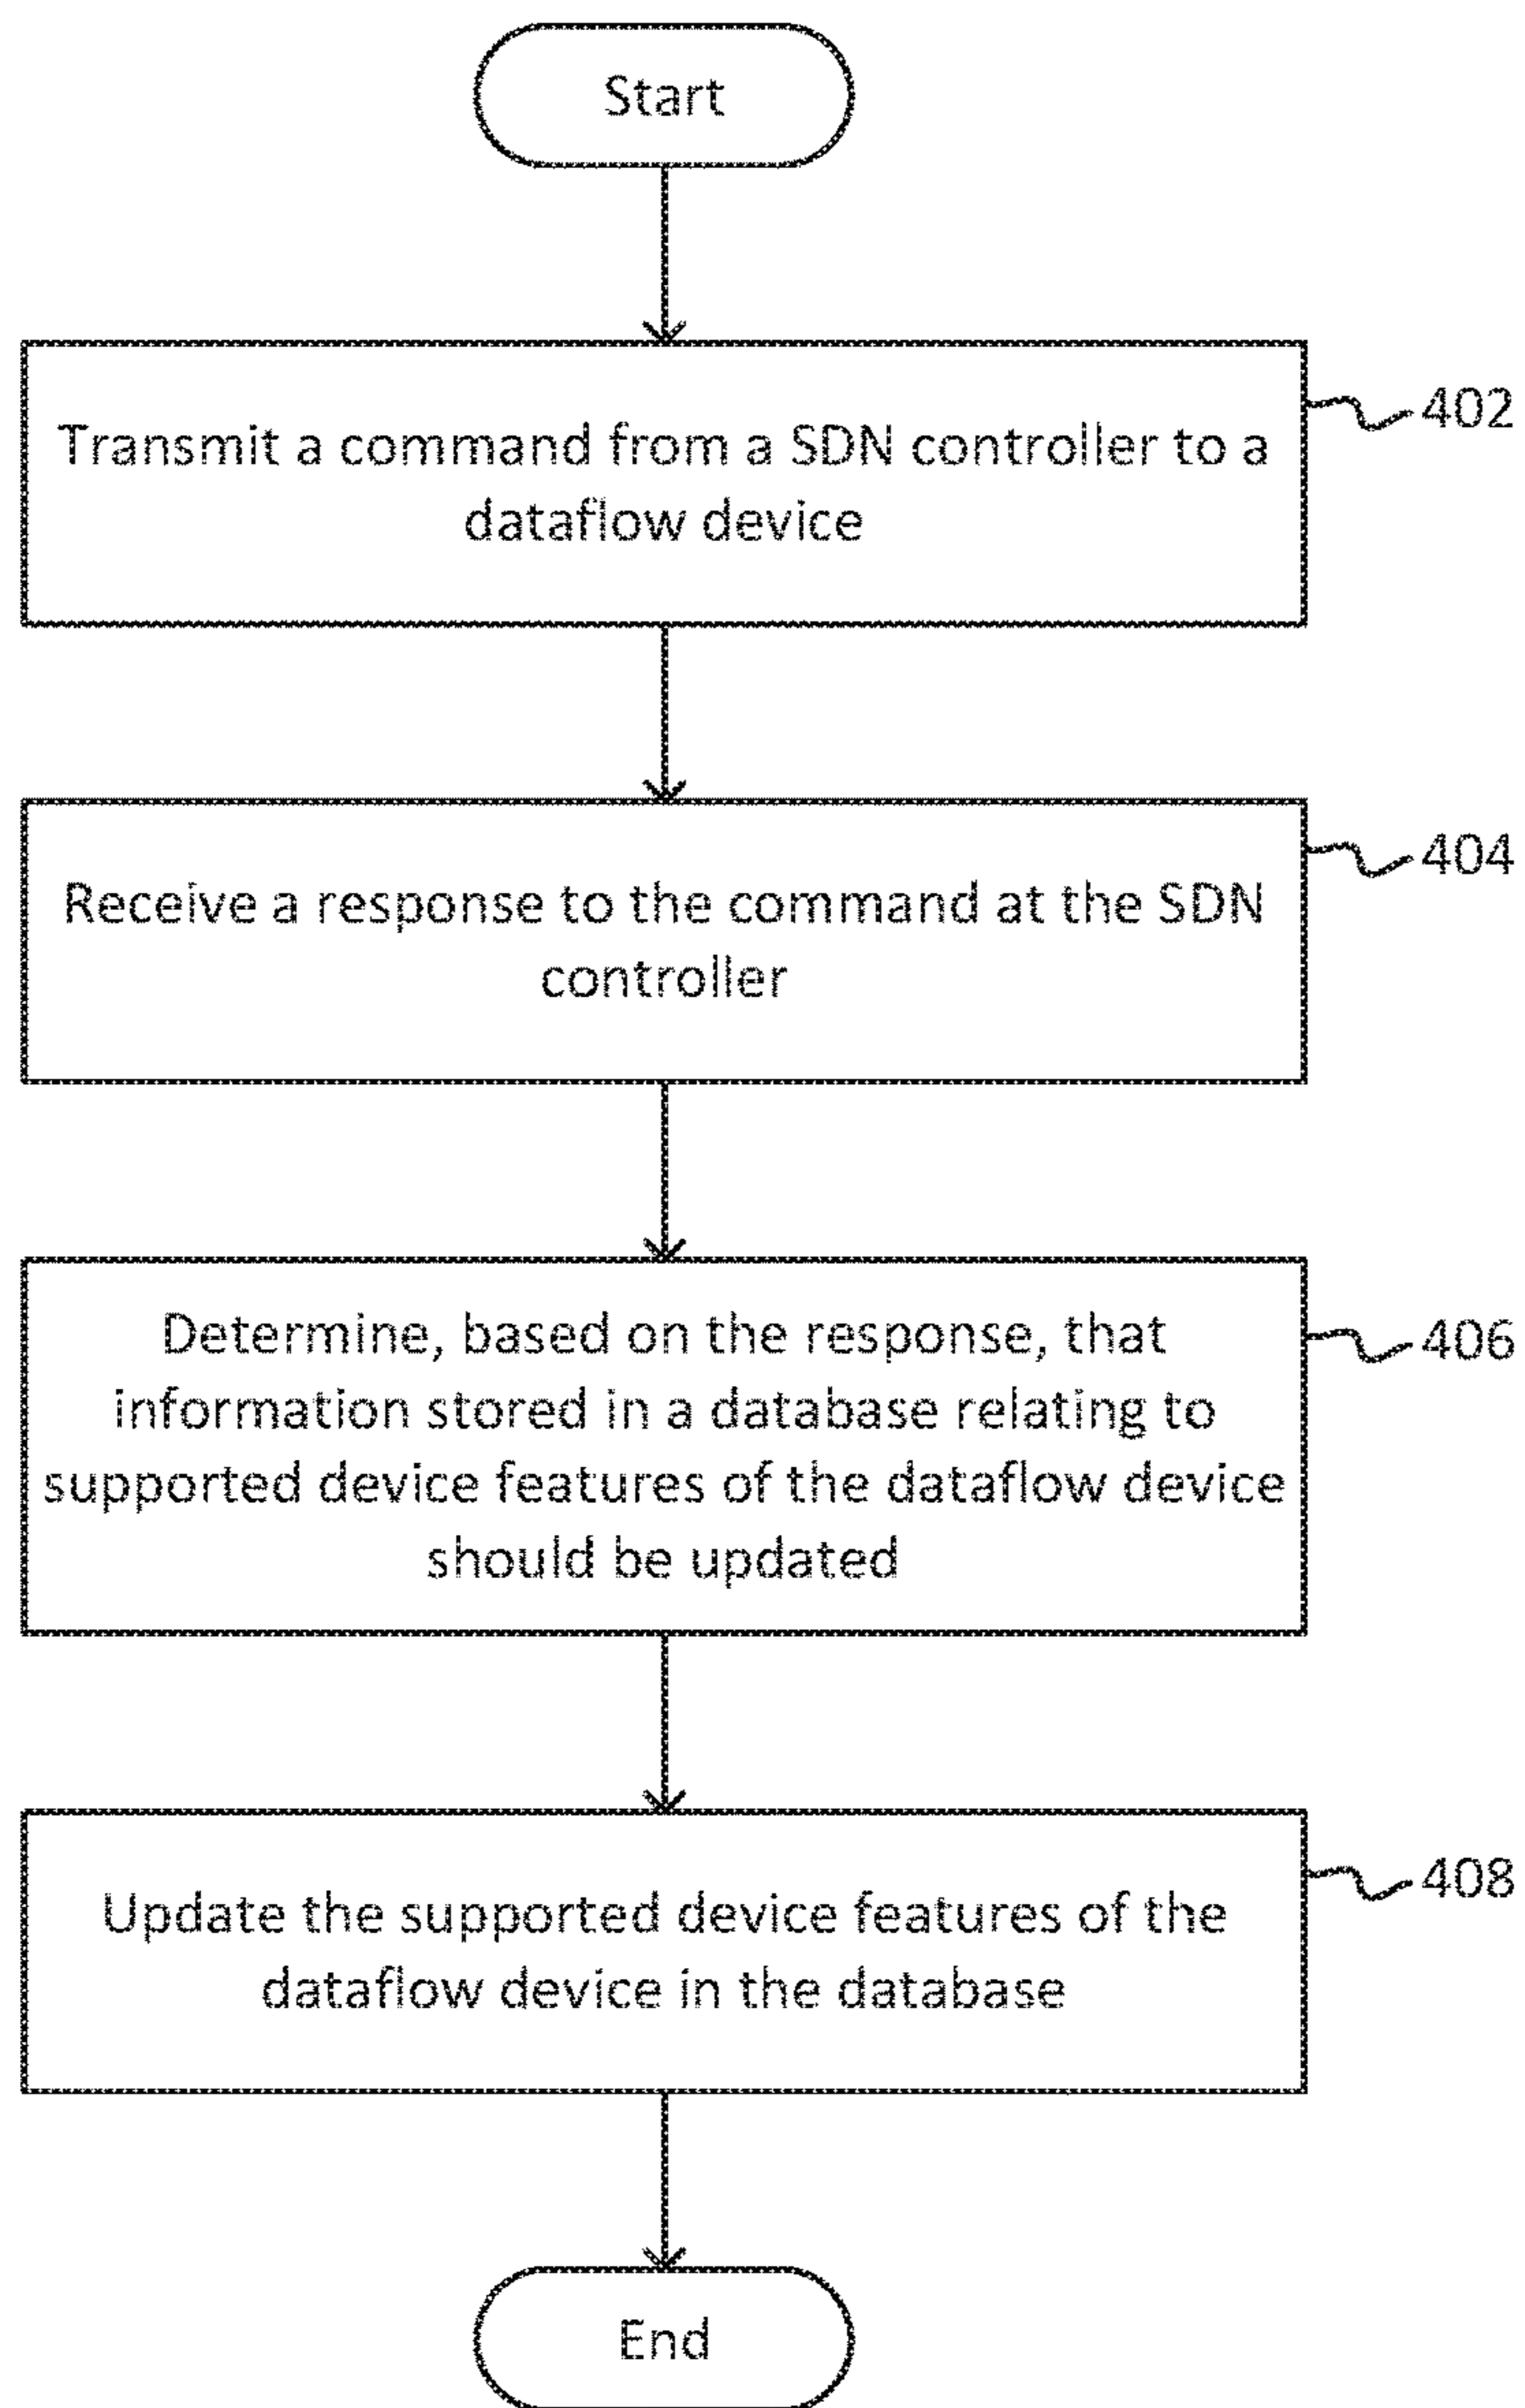 Start
Transmit a command from a SDN controller to a
dataflow device
402
Receive a response to the command at the SDN
controller
404
Determine, based on the response, that
information stored in a database relating to
supported device features of the dataflow device
should be updated
406
Update the supported device features of the
dataflow device in the database
408
End